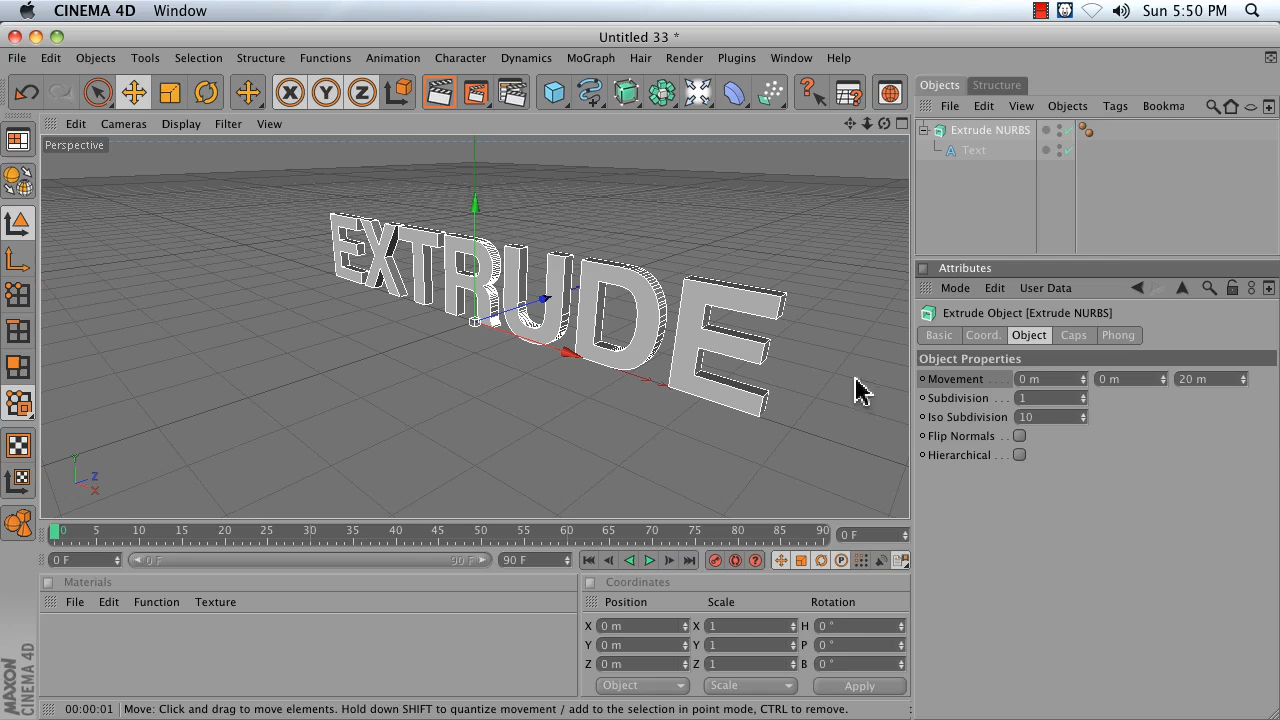 CINEMA 4D Window Sun 5:50 PM
Untitled 33 *
File Edit Objects Tools Selection Structure Functions Animation Character Dynamics MoGraph Hair Render Plugins Window Help
X Y Z
Objects Structure
File Edit View Objects Tags Bookma
Edit Cameras Display Filter View
Perspective
Extrude NURBS
Text
EXTRUDE
Y
Z
X
Attributes
Mode Edit User Data
Extrude Object [Extrude NURBS]
Basic Coord. Object Caps Phong
Object Properties
Movement . . . . 0 m 0 m 20 m
Subdivision . . . 1
Iso Subdivision 10
Flip Normals . .
Hierarchical . . .
0 5 10 15 20 25 30 35 40 45 50 55 60 65 70 75 80 85 90 0 F
0 F 0 F 90 F 90 F
Materials
File Edit Function Texture
Coordinates
Position Scale Rotation
X 0 m X 1 H 0 °
Y 0 m Y 1 P 0 °
Z 0 m Z 1 B 0 °
Object Scale Apply
MAXON
CINEMA 4D
00:00:01 Move: Click and drag to move elements. Hold down SHIFT to quantize movement / add to the selection in point mode, CTRL to remove.